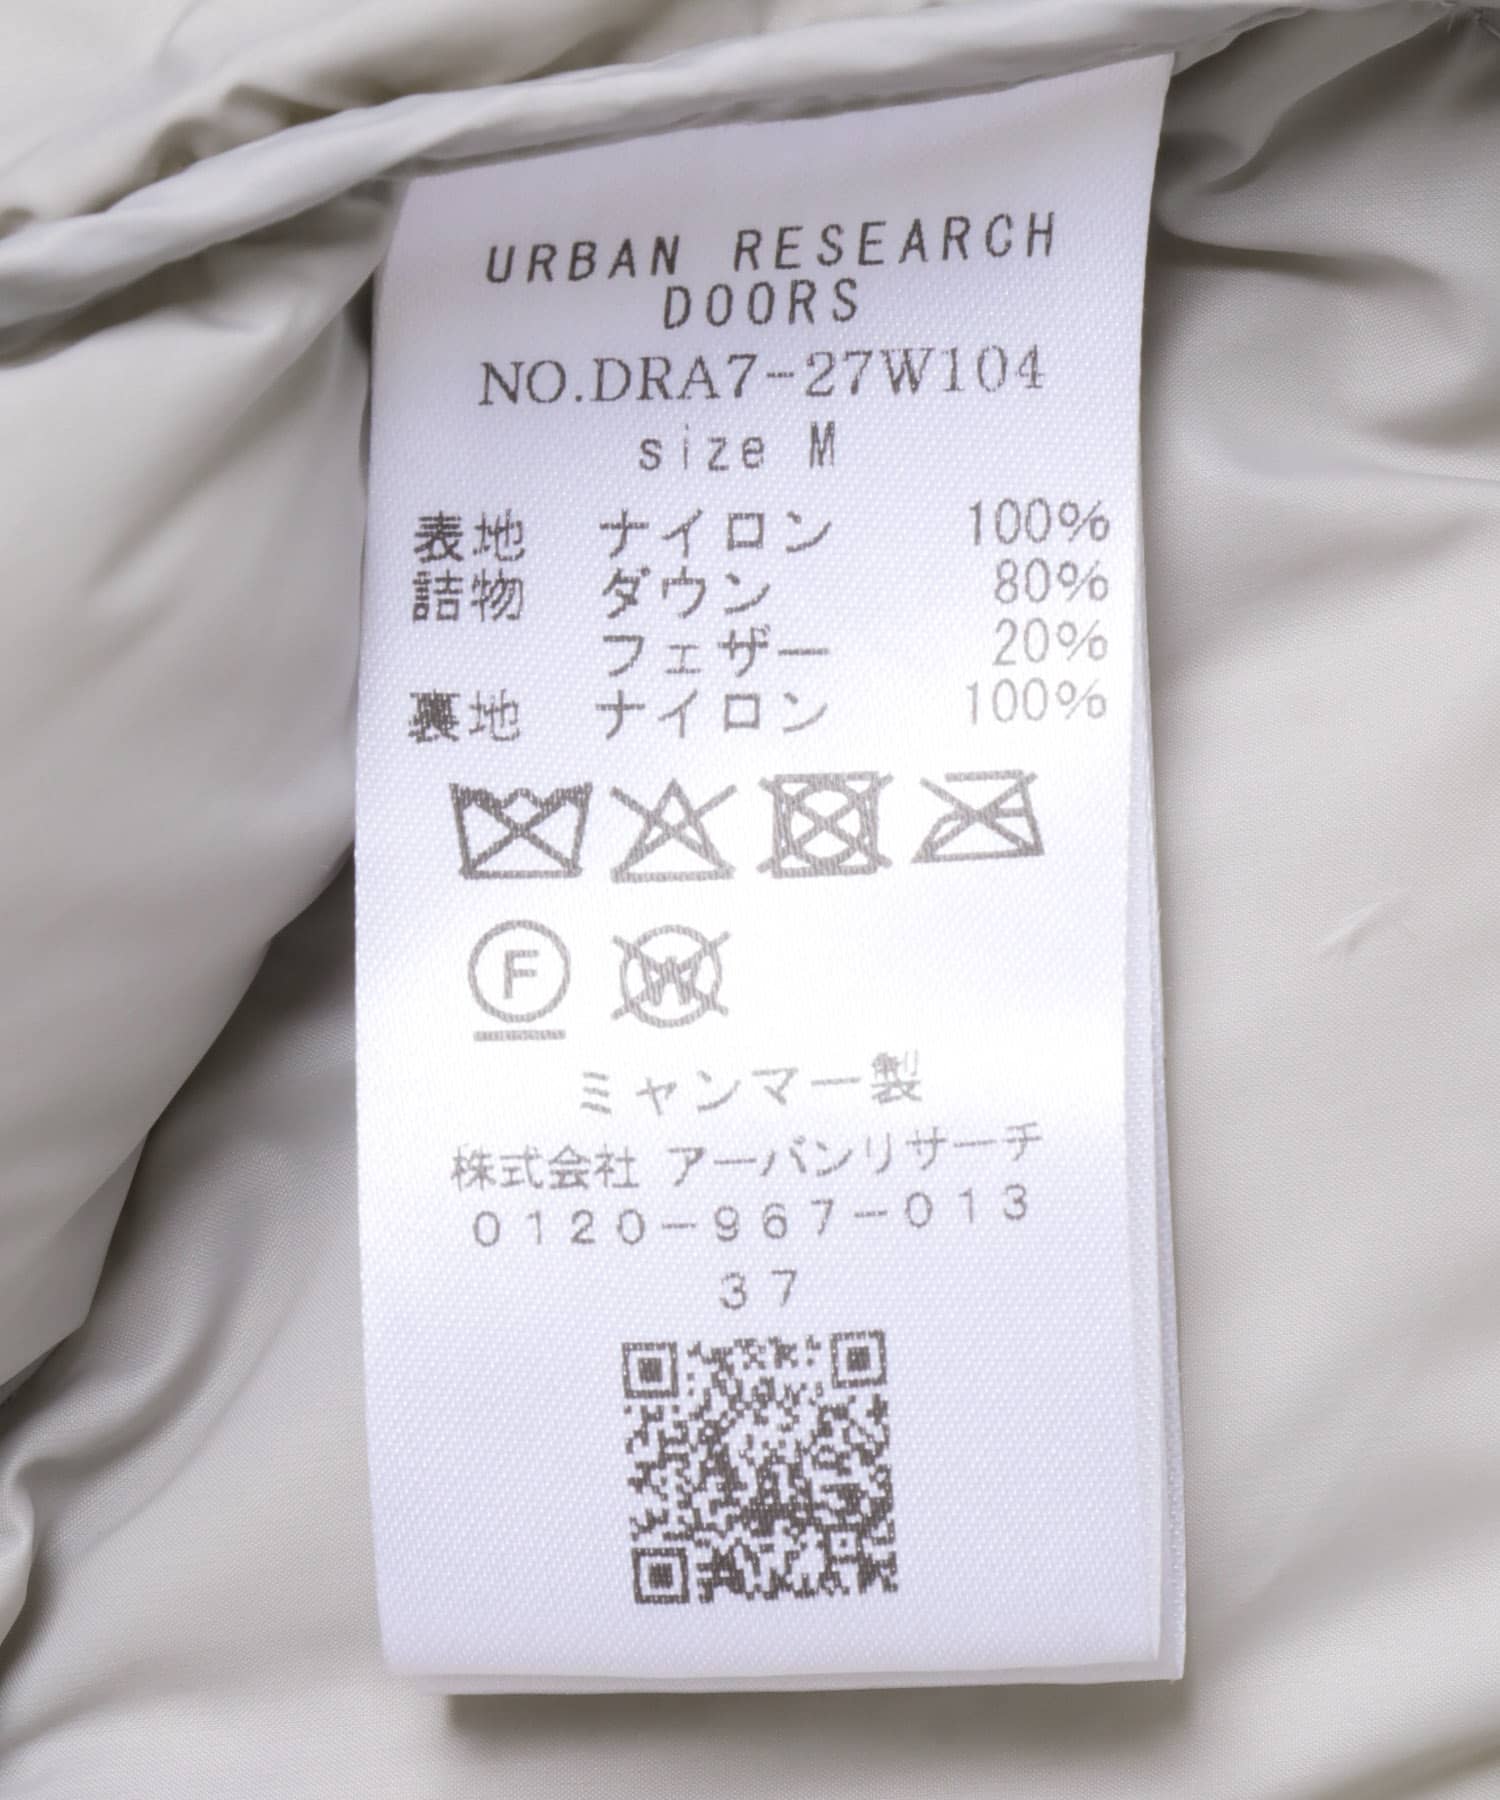 URBAN RESEARCH
DOORS
NO.DRA7-27W104
size M
表地 ナイロン 100%
詰物 ダウン 80%
フェザー 20%
裏地 ナイロン 100%
F W
ミャンマー製
株式会社 アーバンリサーチ
0120-967-013
37